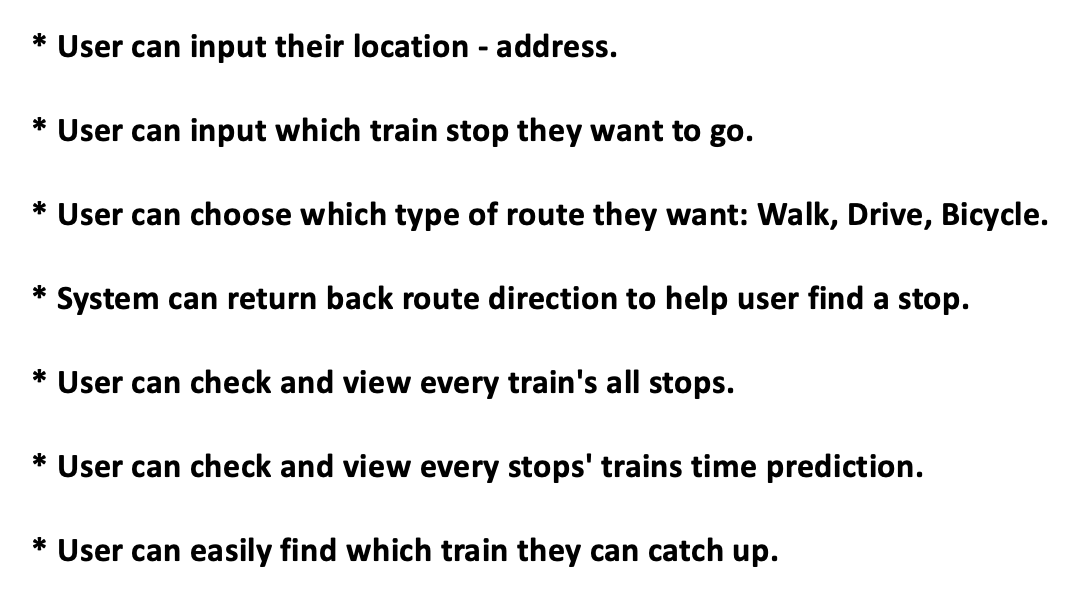 * User can input their location - address.
* User can input which train stop they want to go.
* User can choose which type of route they want: Walk, Drive, Bicycle.
* System can return back route direction to help user find a stop.
* User can check and view every train's all stops.
* User can check and view every stops' trains time prediction.
* User can easily find which train they can catch up.